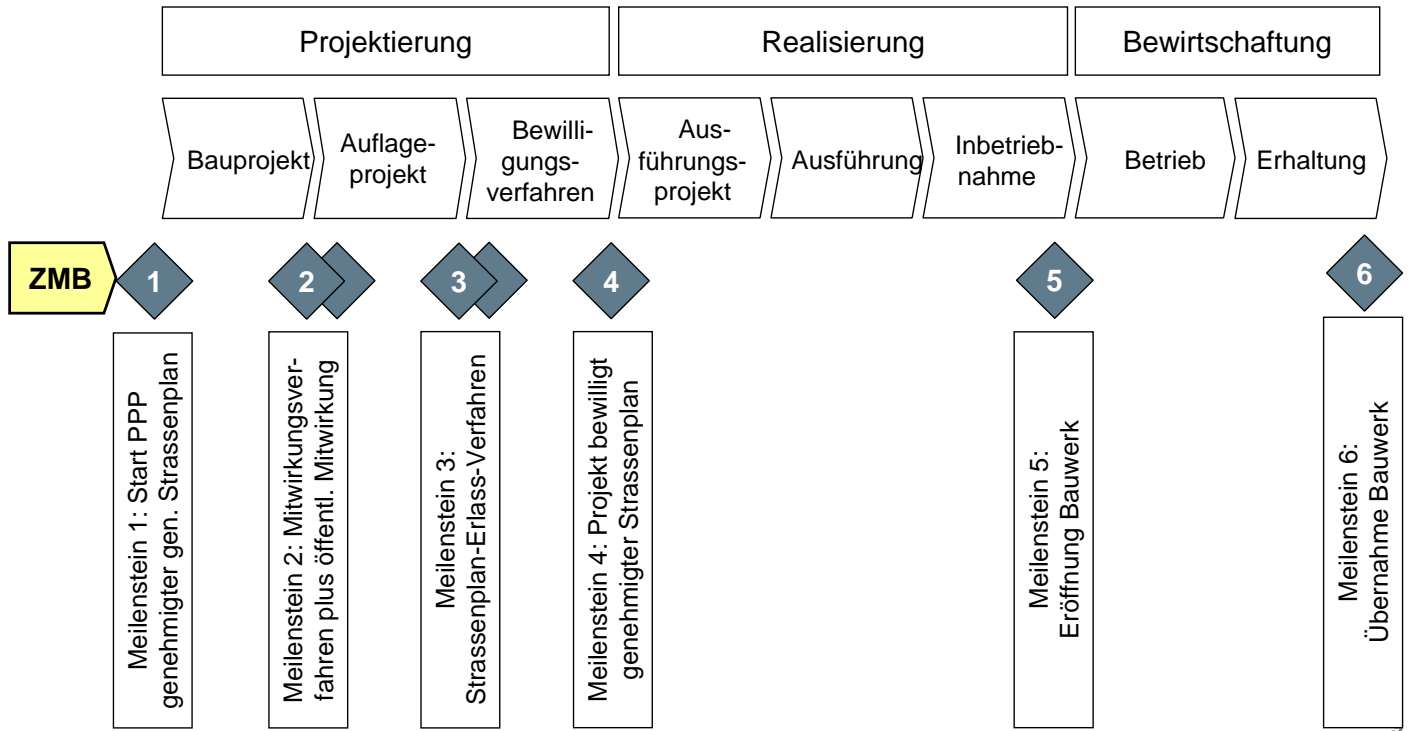 Projektierung
Realisierung
Bewirtschaftung
Bauprojekt
Auflage-
projekt
Bewilli-
gungs-
verfahren
Aus-
führungs-
projekt
Ausführung
Inbetrieb-
nahme
Betrieb
Erhaltung
ZMB
1
2
3
4
5
6
Meilenstein 1: Start PPP
genehmigter gen. Strassenplan
Meilenstein 2: Mitwirkungsver-
fahren plus öffentl. Mitwirkung
Meilenstein 3:
Strassenplan-Erlass-Verfahren
Meilenstein 4: Projekt bewilligt
genehmigter Strassenplan
Meilenstein 5:
Eröffnung Bauwerk
Meilenstein 6:
Übernahme Bauwerk